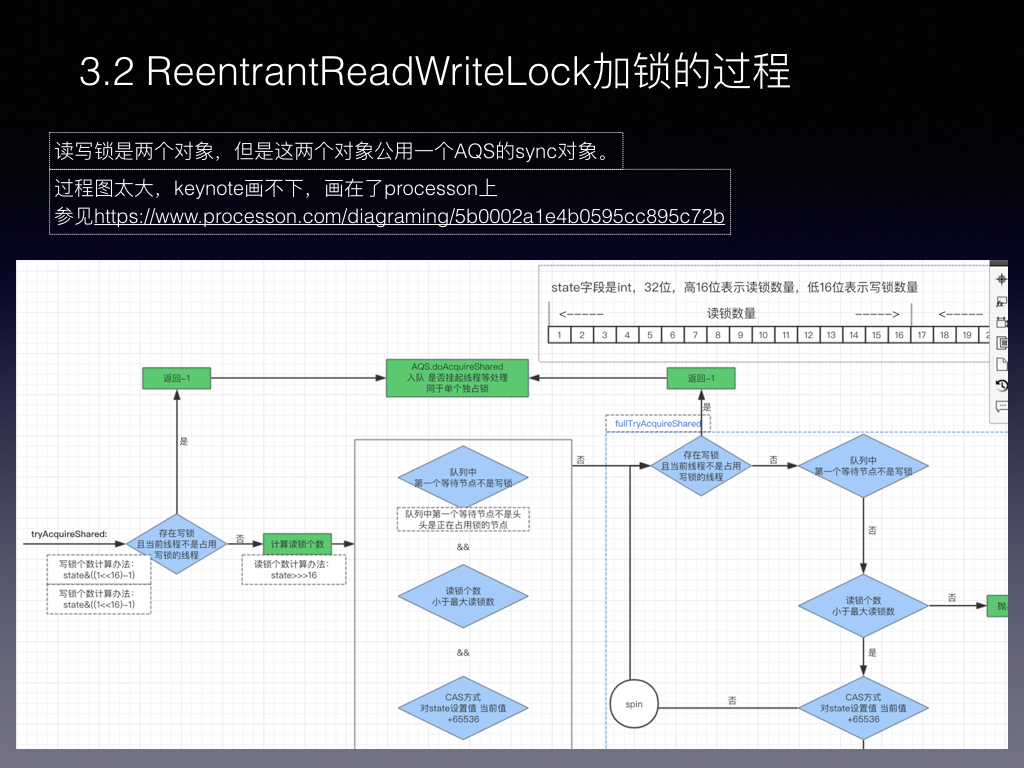 3.2 ReentrantReadWriteLock加锁的过程
读写锁是两个对象，但是这两个对象公用一个AQS的sync对象。
过程图太大，keynote画不下，画在了processon上
参见https://www.processon.com/diagraming/5b0002a1e4b0595cc895c72b
state字段是int，32位，高16位表示读锁数量，低16位表示写锁数量
<----- 读锁数量 -----> <-----
1 2 3 4 5 6 7 8 9 10 11 12 13 14 15 16 17 18 19
返回-1
AQS.doAcquireShared
入队 是否挂起线程等处理
同于单个独占锁
返回-1
是
是
fullTryAcquireShared
队列中
第一个等待节点不是写锁
否
存在写锁
且当前线程不是占用
写锁的线程
否
队列中
第一个等待节点不是写锁
队列中第一个等待节点不是头
头是正在占用锁的节点
tryAcquireShared:
存在写锁
且当前线程不是占用
写锁的线程
否
计算读锁个数
&&
否
写锁个数计算办法：
state&((1<<16)-1)
写锁个数计算办法：
state&((1<<16)-1)
读锁个数计算办法：
state>>>16
读锁个数
小于最大读锁数
读锁个数
小于最大读锁数
否
&&
是
CAS方式
对state设置值 当前值
+65536
spin
否
CAS方式
对state设置值 当前值
+65536